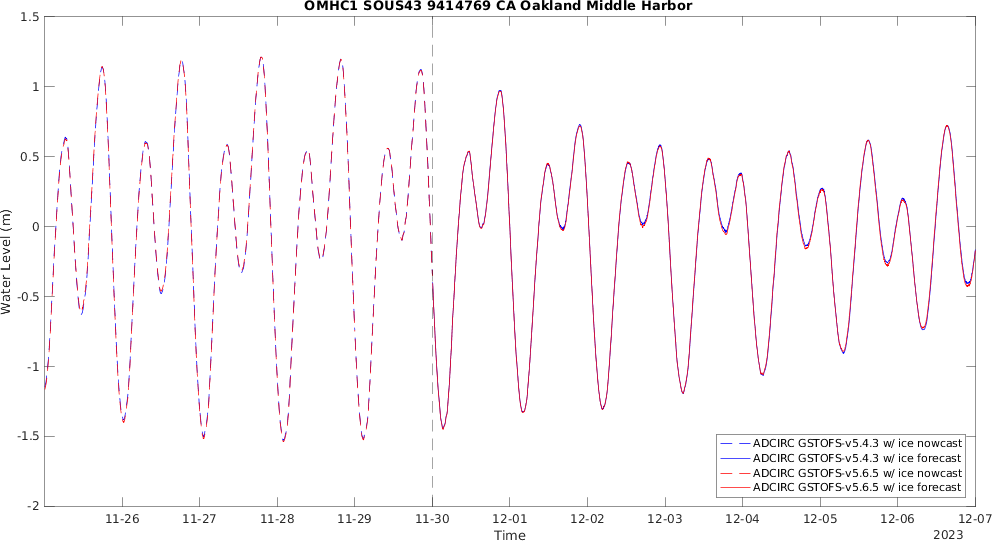 OMHC1 SOUS43 9414769 CA Oakland Middle Harbor
1.5
1
0.5
0
-0.5
-1
-1.5
-2
Water Level (m)
ADCIRC GSTOFS-v5.4.3 w/ ice nowcast
ADCIRC GSTOFS-v5.4.3 w/ ice forecast
ADCIRC GSTOFS-v5.6.5 w/ ice nowcast
ADCIRC GSTOFS-v5.6.5 w/ ice forecast
11-26 11-27 11-28 11-29 11-30 12-01 12-02 12-03 12-04 12-05 12-06 12-07
Time
2023